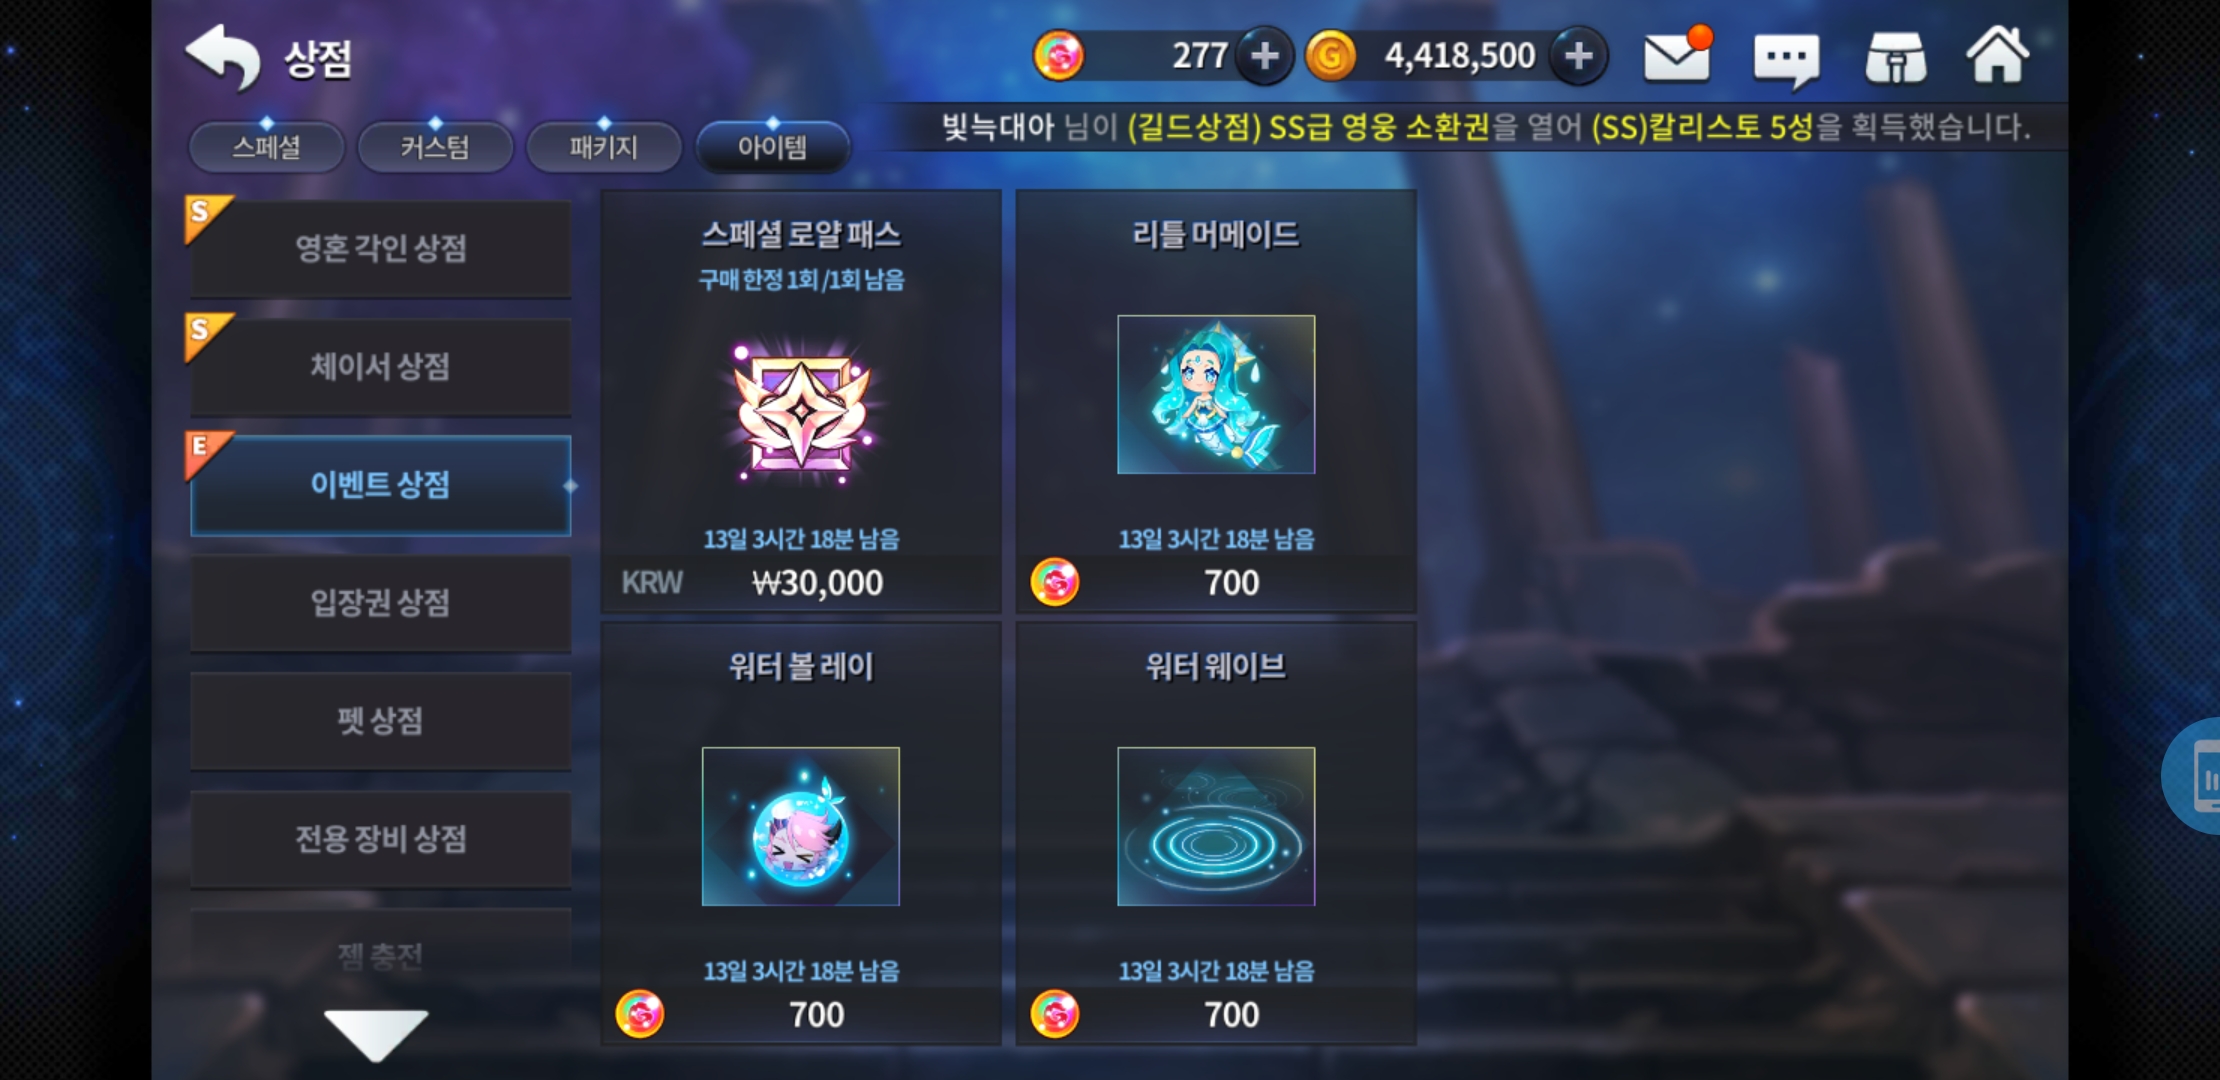 상점
277
4,418,500
빛늑대아 님이 (길드상점) SS급 영웅 소환권을 열어 (SS)칼리스토 5성을 획득했습니다.
스페셜
커스텀
패키지
아이템
S
영혼 각인 상점
S
체이서 상점
E
이벤트 상점
입장권 상점
펫 상점
전용 장비 상점
젬 충전
스페셜 로얄 패스
구매 한정 1회/1회 남음
13일 3시간 18분 남음
KRW ₩30,000
리틀 머메이드
13일 3시간 18분 남음
700
워터 볼 레이
13일 3시간 18분 남음
700
워터 웨이브
13일 3시간 18분 남음
700